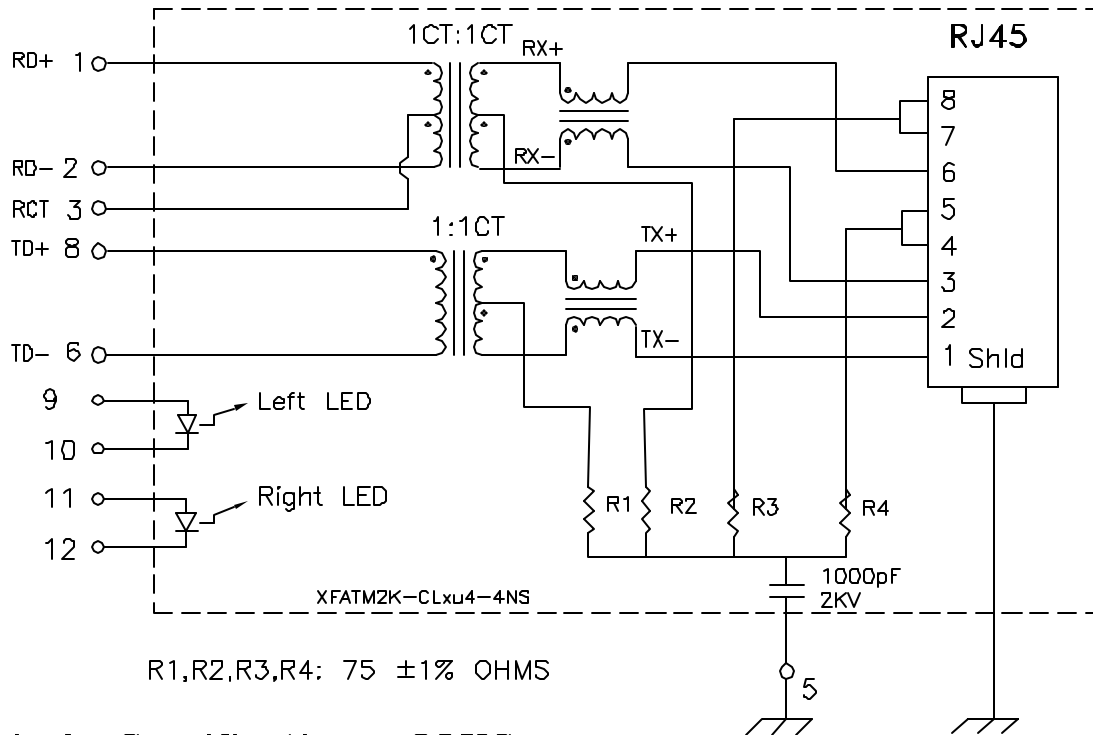 1CT:1CT
RJ45
RD+ 1
RX+
8
7
RX-
RD- 2
6
RCT 3
5
1:1CT
TX+
TD+ 8
4
3
2
TX-
TD- 6
1 Shld
9
Left LED
10
11
Right LED
R1
R2
R3
R4
12
1000pF
2KV
XFATM2K-CLxu4-4NS
R1,R2,R3,R4: 75 ±1% OHMS
5